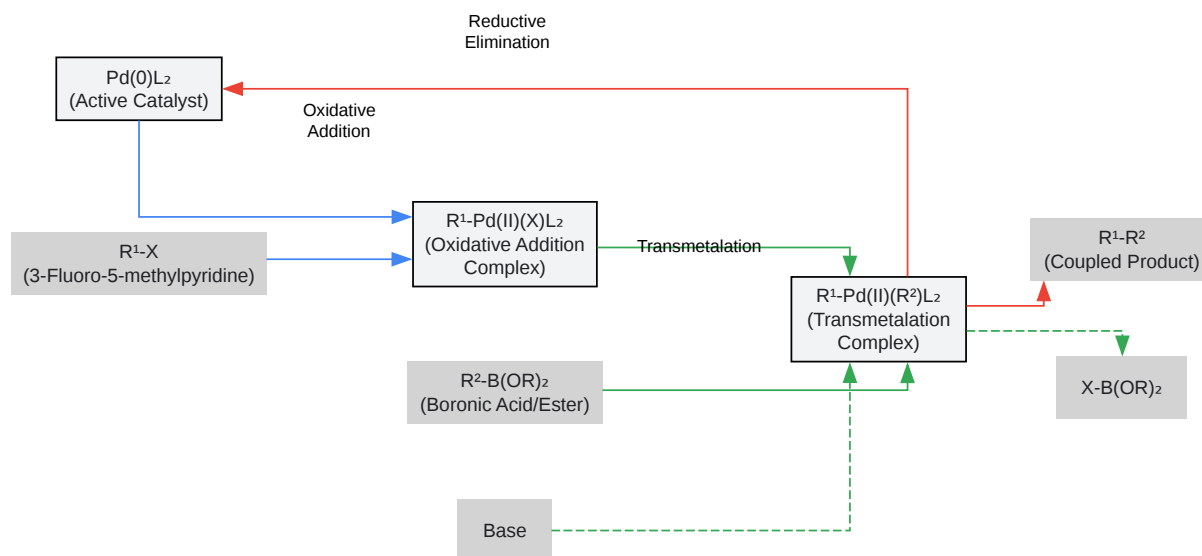 Reductive
Elimination
Pd(0)L₂
(Active Catalyst)
Oxidative
Addition
R¹-Pd(II)(X)L₂
(Oxidative Addition
Complex)
R¹-X
(3-Fluoro-5-methylpyridine)
Transmetalation
R¹-R²
(Coupled Product)
R¹-Pd(II)(R²)L₂
(Transmetalation
Complex)
R²-B(OR)₂
(Boronic Acid/Ester)
X-B(OR)₂
Base